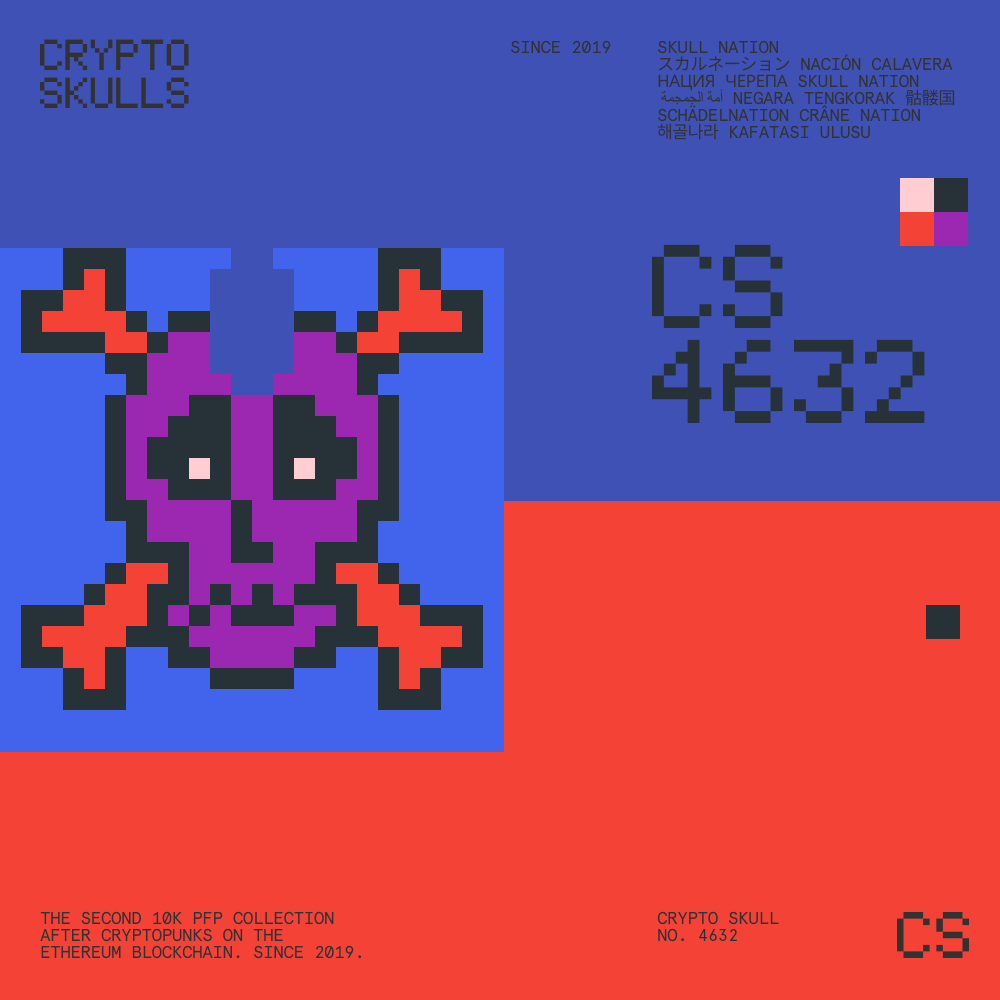 CRYPTO
SKULLS
SINCE 2019
SKULL NATION
スカルネーション NACIÓN CALAVERA
НАЦИЯ ЧЕРЕПА SKULL NATION
أمة الجمجمة NEGARA TENGKORAK 骷髅国
SCHÄDELNATION CRÂNE NATION
해골나라 KAFATASI ULUSU
CS
4632
THE SECOND 10K PFP COLLECTION
AFTER CRYPTOPUNKS ON THE
ETHEREUM BLOCKCHAIN. SINCE 2019.
CRYPTO SKULL
NO. 4632
CS